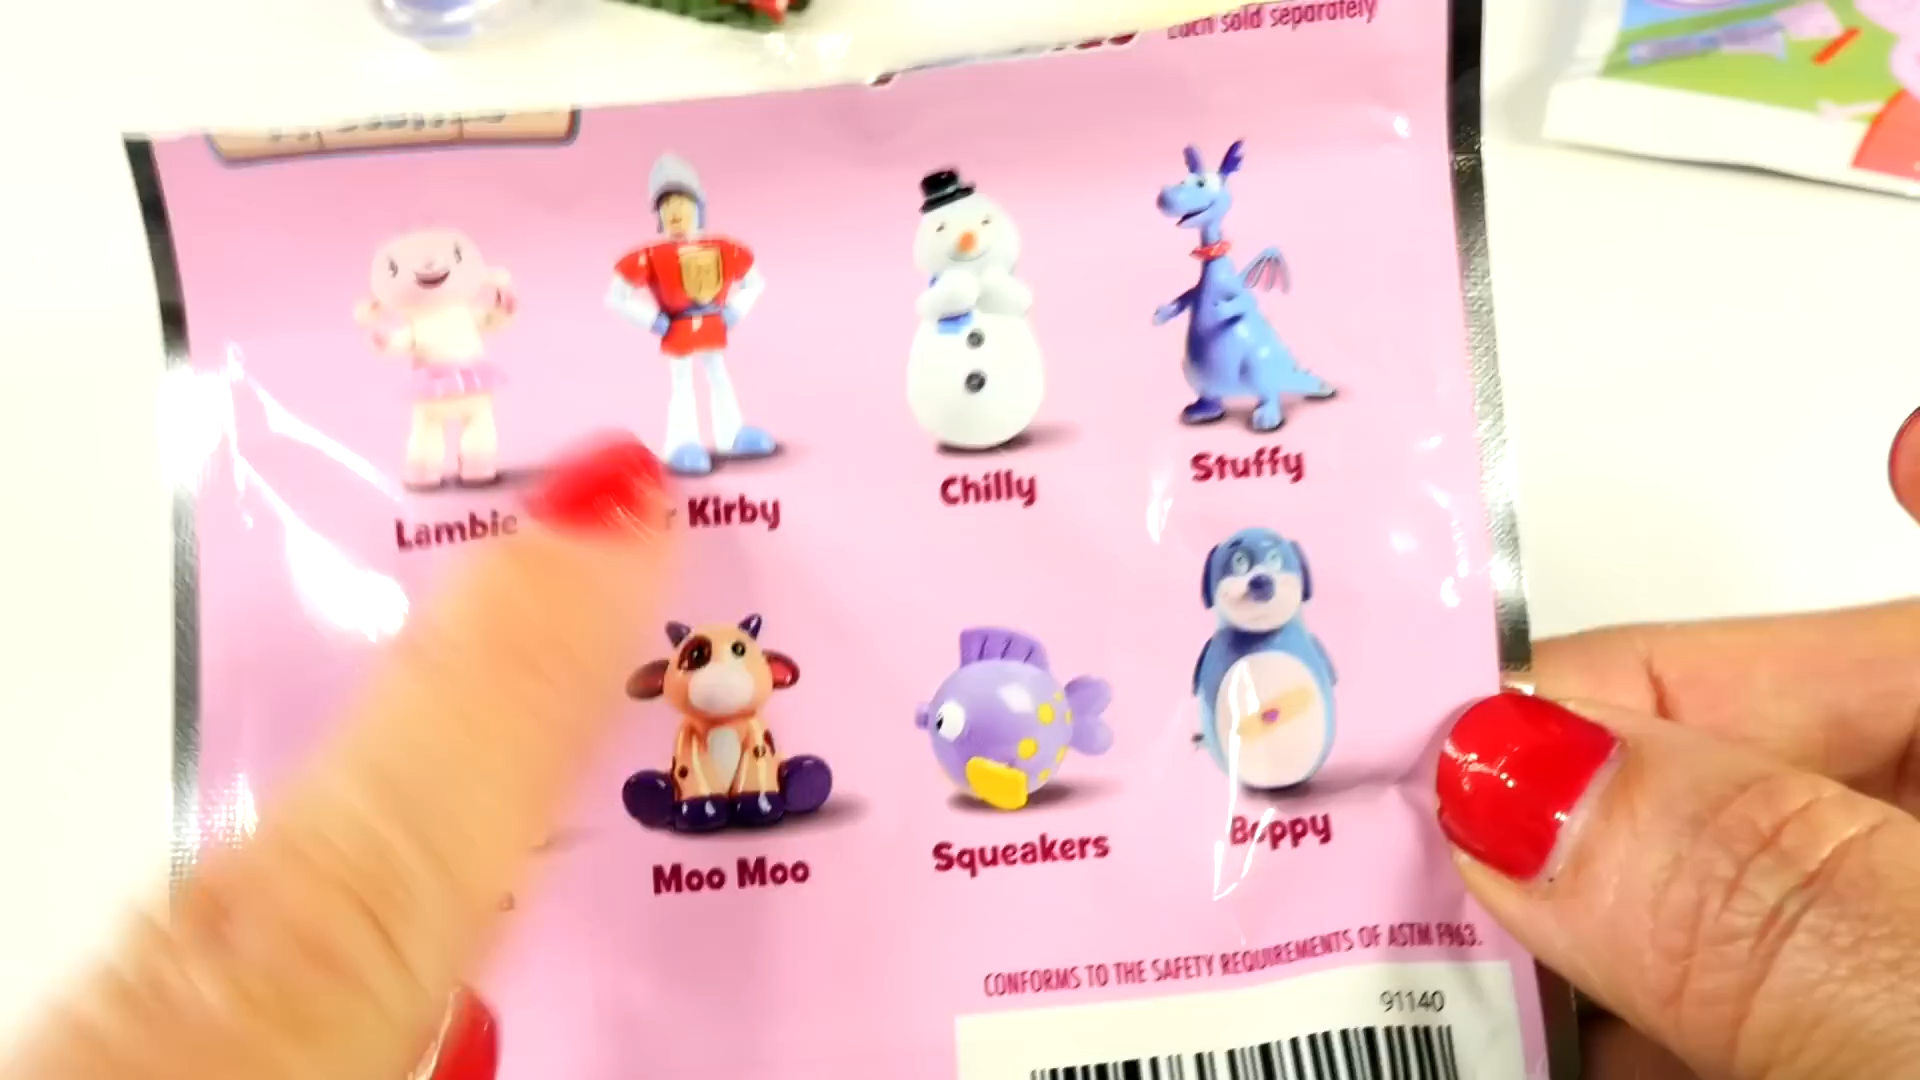 Each sold separately
Lambie
Kirby
Chilly
Stuffy
Moo Moo
Squeakers
Boppy
CONFORMS TO THE SAFETY REQUIREMENTS OF ASTM F963.
91140